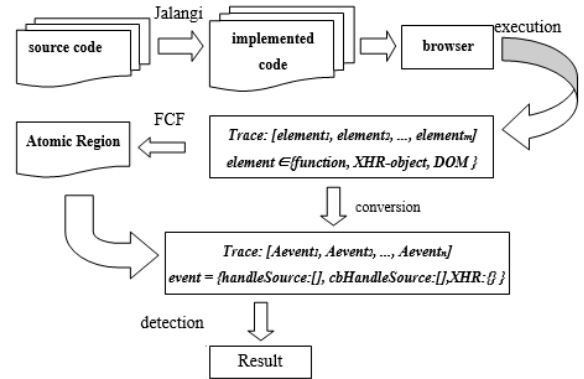 Jalangi
source code
implemented
code
browser
execution
FCF
Atomic Region
Trace: [element₁, element₂, ..., elementₘ]
element ∈{function, XHR-object, DOM }
conversion
Trace: [Aevent₁, Aevent₂, ..., Aeventₙ]
event = {handleSource:[], cbHandleSource:[],XHR:{} }
detection
Result